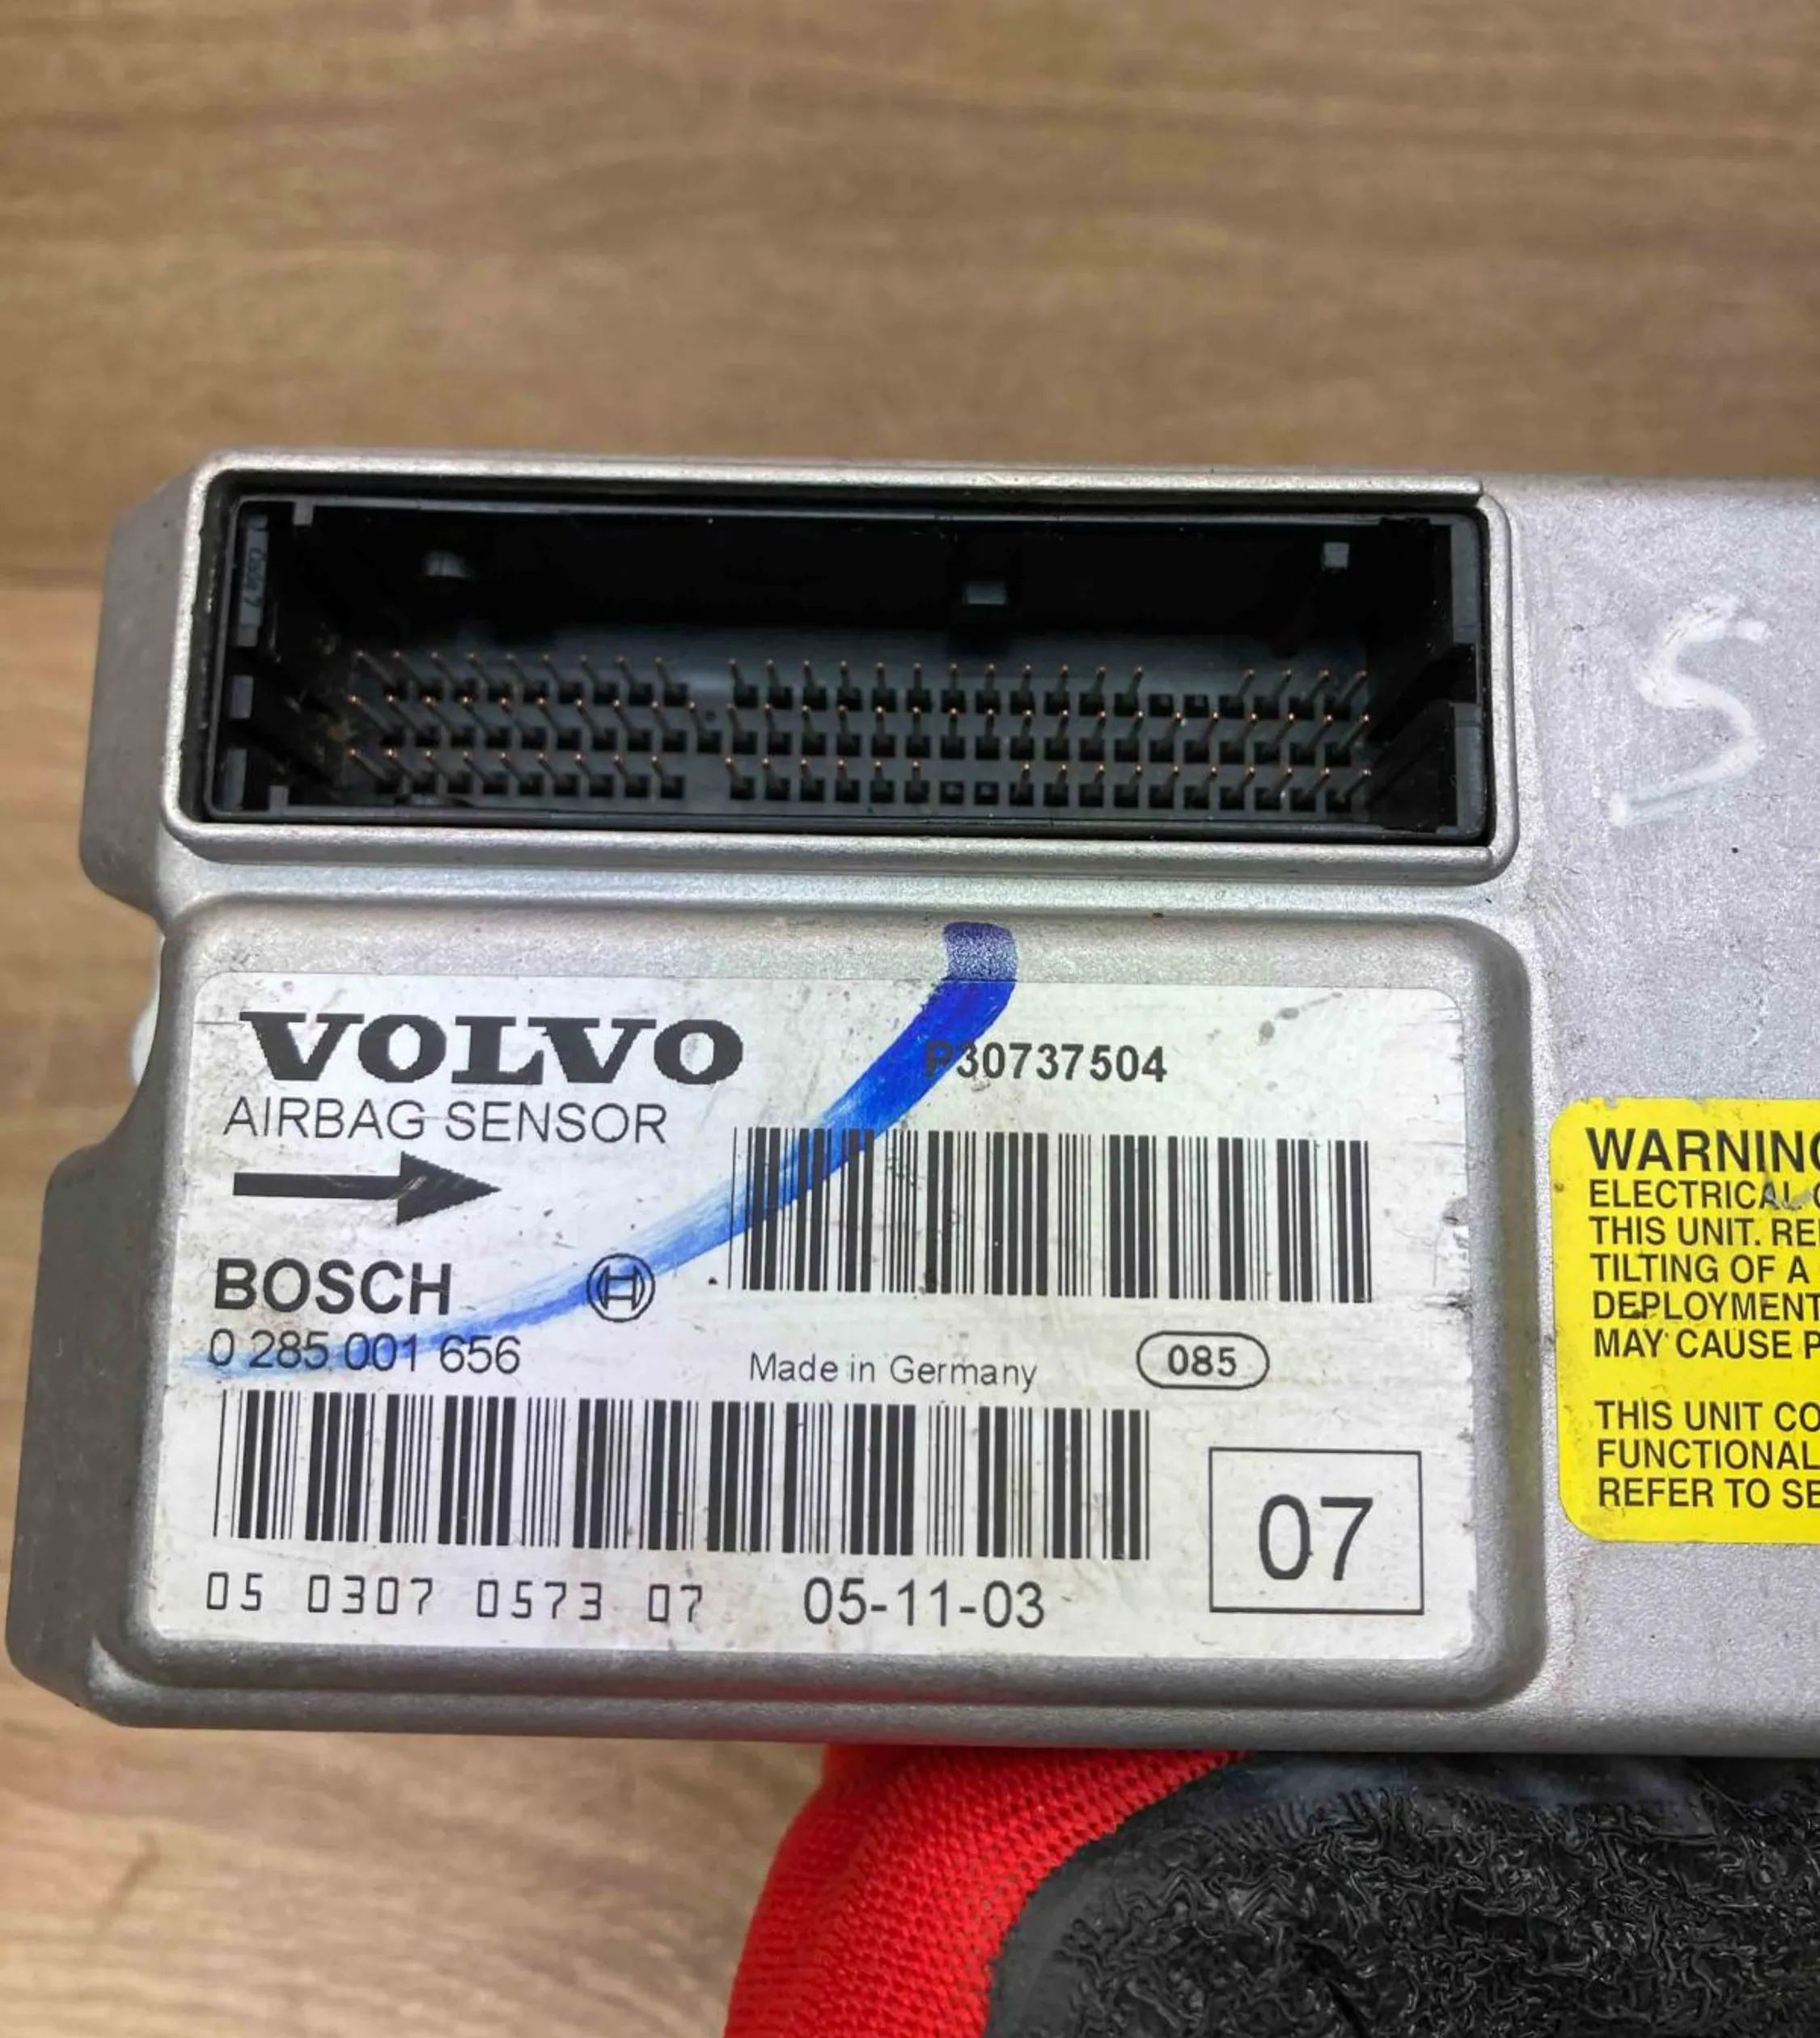 S
VOLVO
P30737504
AIRBAG SENSOR
BOSCH
0 285 001 656
Made in Germany
085
05 0307 0573 07
05-11-03
07
WARNING
ELECTRICAL
THIS UNIT. RE
TILTING OF A
DEPLOYMENT
MAY CAUSE P
THIS UNIT CO
FUNCTIONAL
REFER TO SE